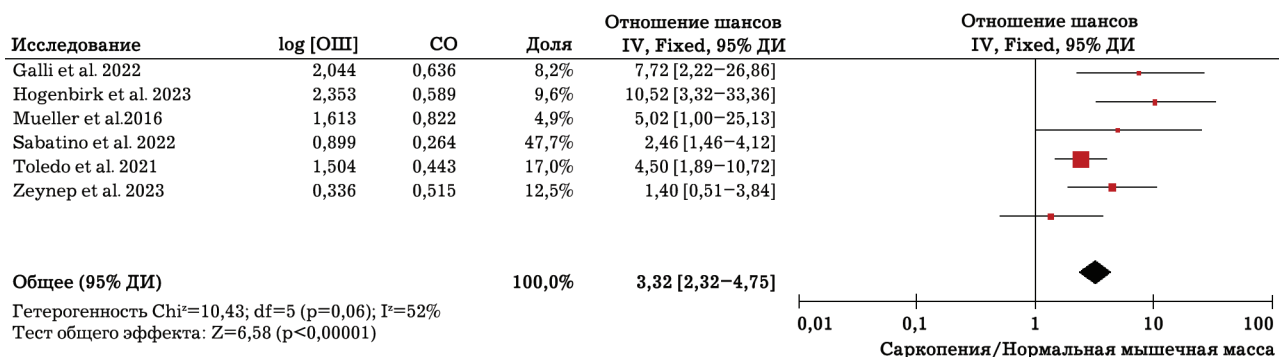 Отношение шансов Отношение шансов
Исследование log [ОШ] СО Доля IV, Fixed, 95% ДИ IV, Fixed, 95% ДИ
Galli et al. 2022 2,044 0,636 8,2% 7,72 [2,22−26,86]
Hogenbirk et al. 2023 2,353 0,589 9,6% 10,52 [3,32−33,36]
Mueller et al.2016 1,613 0,822 4,9% 5,02 [1,00−25,13]
Sabatino et al. 2022 0,899 0,264 47,7% 2,46 [1,46−4,12]
Toledo et al. 2021 1,504 0,443 17,0% 4,50 [1,89−10,72]
Zeynep et al. 2023 0,336 0,515 12,5% 1,40 [0,51−3,84]
Общее (95% ДИ) 100,0% 3,32 [2,32−4,75]
Гетерогенность Chiᶻ=10,43; df=5 (p=0,06); Iᶻ=52%
Тест общего эффекта: Z=6,58 (p<0,00001)
0,01 0,1 1 10 100
Саркопения/Нормальная мышечная масса